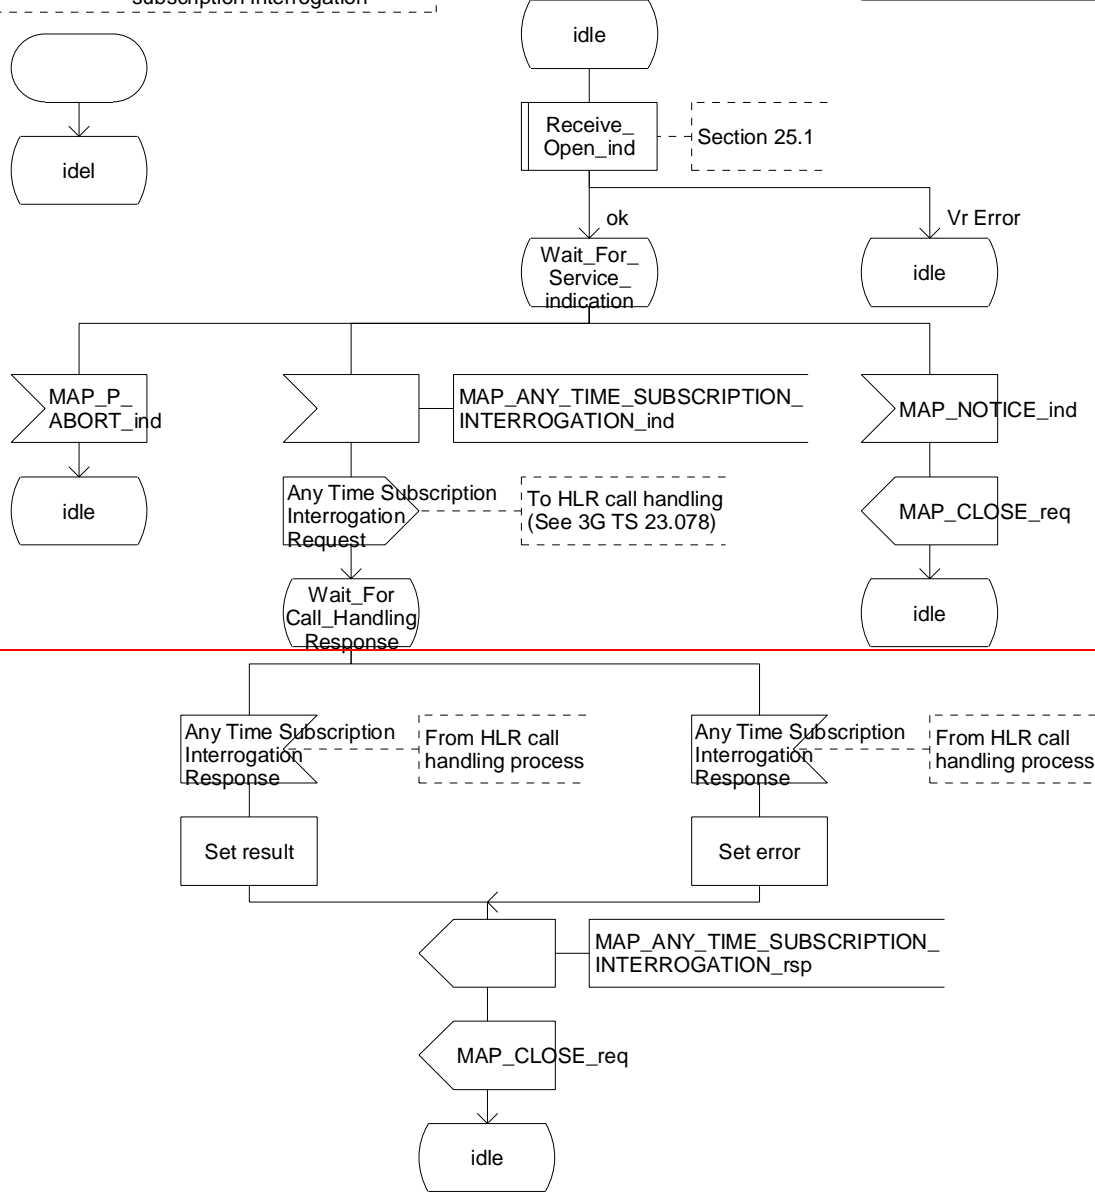 subscription Interrogation
idle
idel
Receive_
Open_ind
Section 25.1
ok
Vr Error
Wait_For_
Service_
indication
idle
MAP_P_
ABORT_ind
MAP_ANY_TIME_SUBSCRIPTION_
INTERROGATION_ind
MAP_NOTICE_ind
idle
Any Time Subscription
Interrogation
Request
To HLR call handling
(See 3G TS 23.078)
MAP_CLOSE_req
Wait_For
Call_Handling
Response
idle
Any Time Subscription
Interrogation
Response
From HLR call
handling process
Any Time Subscription
Interrogation
Response
From HLR call
handling process
Set result
Set error
MAP_ANY_TIME_SUBSCRIPTION_
INTERROGATION_rsp
MAP_CLOSE_req
idle